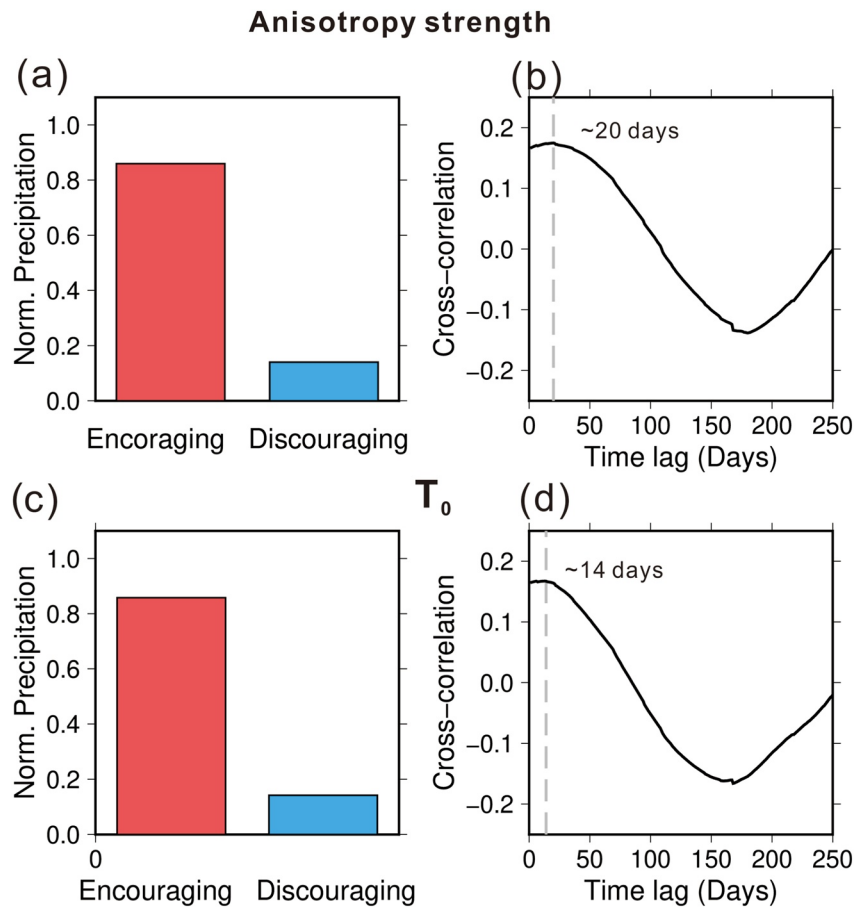 Anisotropy strength
(a)
Norm. Precipitation
1.0
0.8
0.6
0.4
0.2
0.0
Encoraging Discouraging
(b)
Cross-correlation
0.2
0.1
0.0
−0.1
−0.2
~20 days
0 50 100 150 200 250
Time lag (Days)
T₀
(c)
Norm. Precipitation
1.0
0.8
0.6
0.4
0.2
0.0
0
Encouraging Discouraging
(d)
Cross-correlation
0.2
0.1
0.0
−0.1
−0.2
~14 days
0 50 100 150 200 250
Time lag (Days)